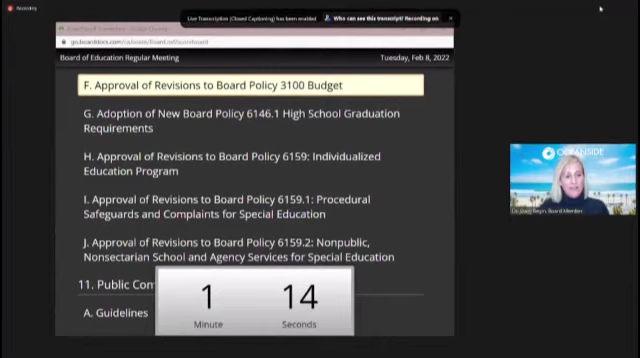 Recording
Live Transcription (Closed Captioning) has been enabled
Who can see this transcript? Recording on
Board of Education Regular Meeting
Tuesday, Feb 8, 2022
F. Approval of Revisions to Board Policy 3100 Budget
G. Adoption of New Board Policy 6146.1 High School Graduation
Requirements
H. Approval of Revisions to Board Policy 6159: Individualized
Education Program
I. Approval of Revisions to Board Policy 6159.1: Procedural
Safeguards and Complaints for Special Education
J. Approval of Revisions to Board Policy 6159.2: Nonpublic,
Nonsectarian School and Agency Services for Special Education
11. Public Com
A. Guidelines
1 14
Minute Seconds
OCEANSIDE
Begin, Board Member